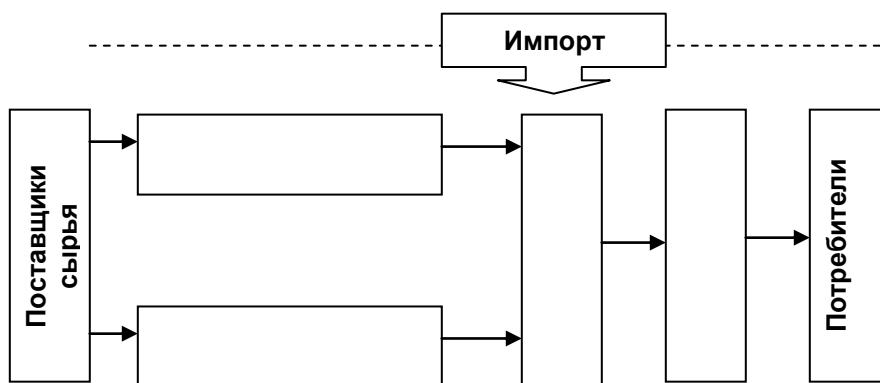 Импорт
Поставщики
сырья
Потребители